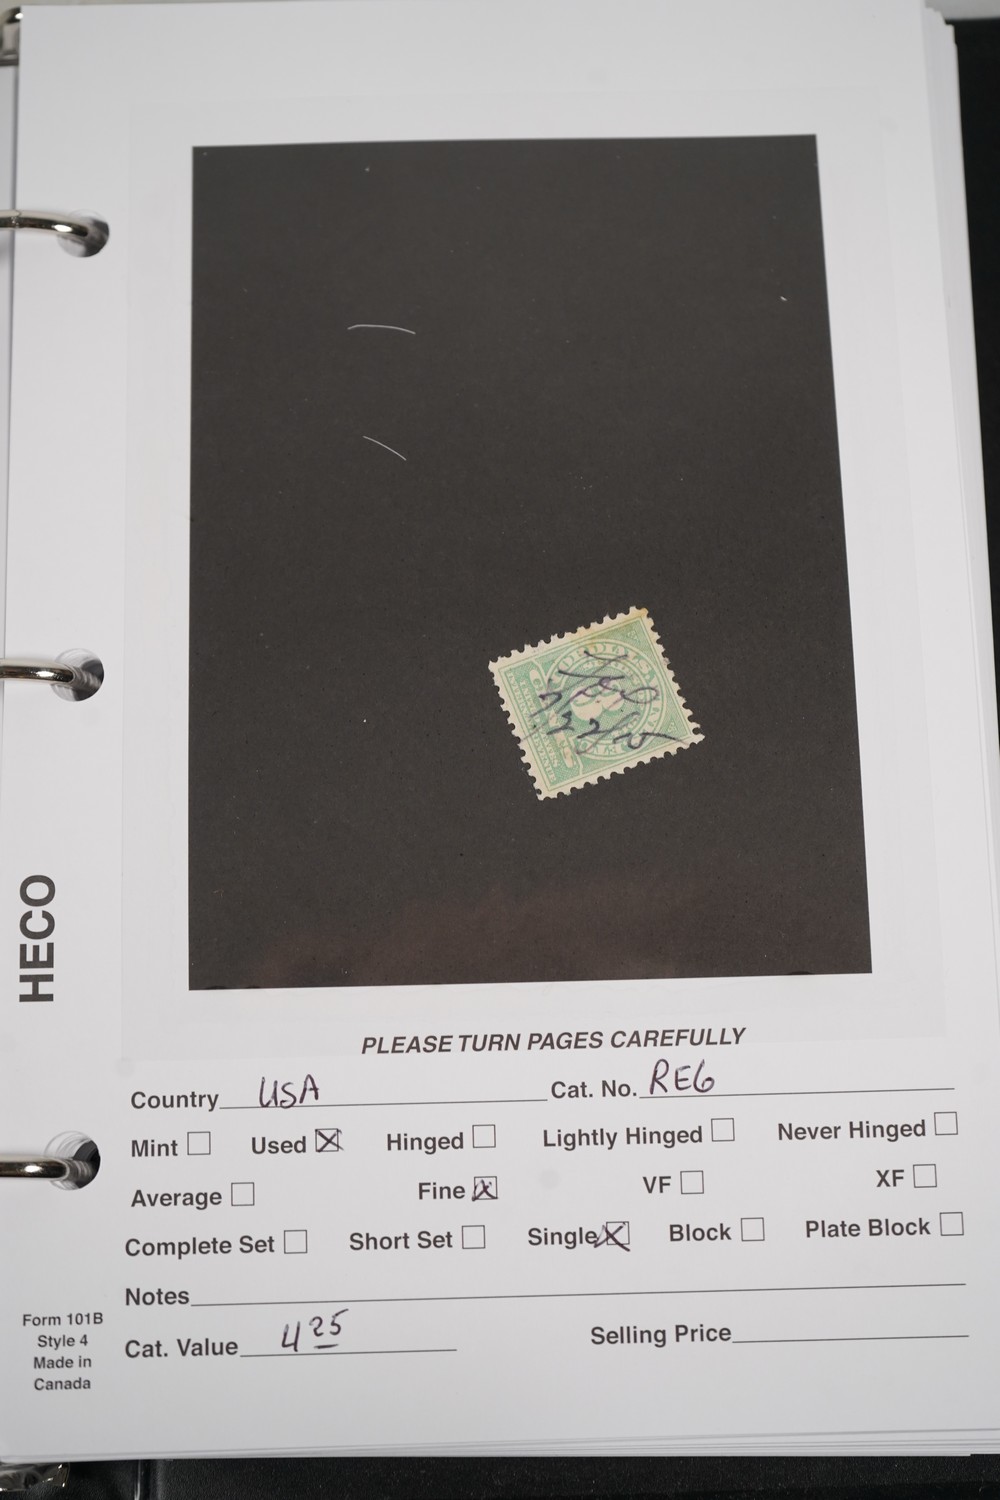 HECO
PLEASE TURN PAGES CAREFULLY
Country USA Cat. No. RE6
Mint Used Hinged Lightly Hinged Never Hinged
Average Fine VF XF
Complete Set Short Set Single Block Plate Block
Notes
Cat. Value 4 25 Selling Price
Form 101B
Style 4
Made in
Canada